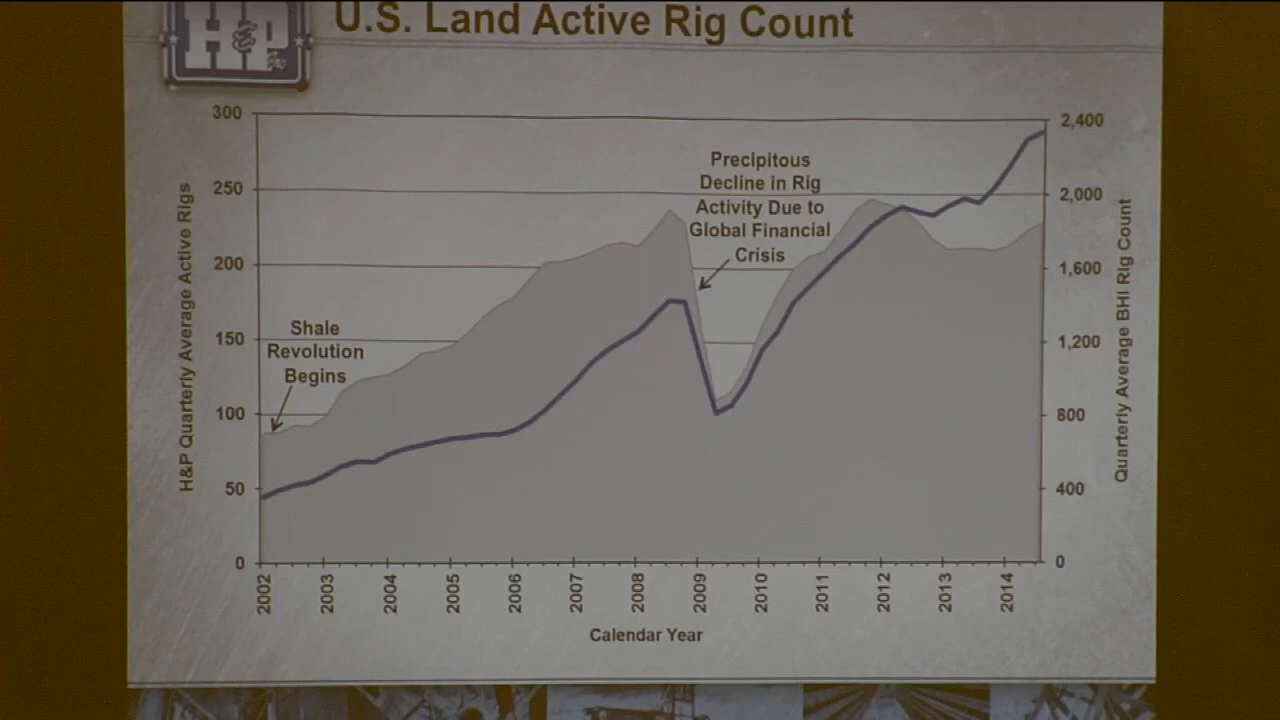 H&P
U.S. Land Active Rig Count
300
250
200
150
100
50
0
H&P Quarterly Average Active Rigs
2,400
2,000
1,600
1,200
800
400
0
Quarterly Average BHI Rig Count
Shale
Revolution
Begins
Precipitous
Decline in Rig
Activity Due to
Global Financial
Crisis
2002
2003
2004
2005
2006
2007
2008
2009
2010
2011
2012
2013
2014
Calendar Year